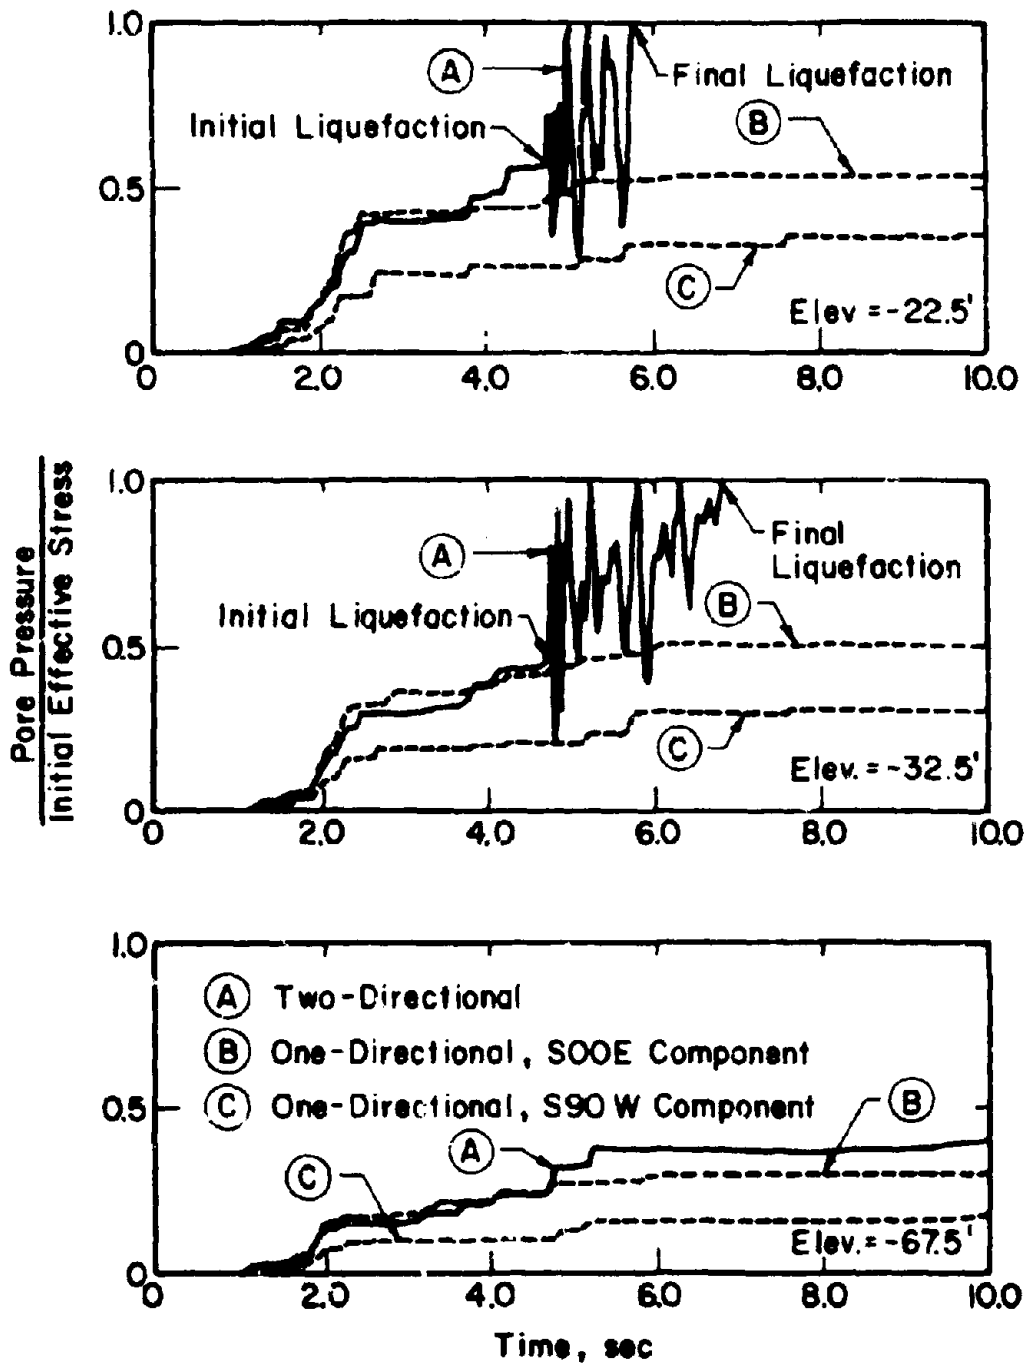 1.0
A
Final Liquefaction
B
Initial Liquefaction
0.5
C
Elev = -22.5'
0
0 2.0 4.0 6.0 8.0 10.0
Pore Pressure
Initial Effective Stress
1.0
A
Final
Liquefaction
B
Initial Liquefaction
0.5
C
Elev. = -32.5'
0
0 2.0 4.0 6.0 8.0 10.0
1.0
A Two-Directional
B One-Directional, S00E Component
C One-Directional, S90W Component
0.5
B
A
C
Elev. = -67.5'
0
0 2.0 4.0 6.0 8.0 10.0
Time, sec